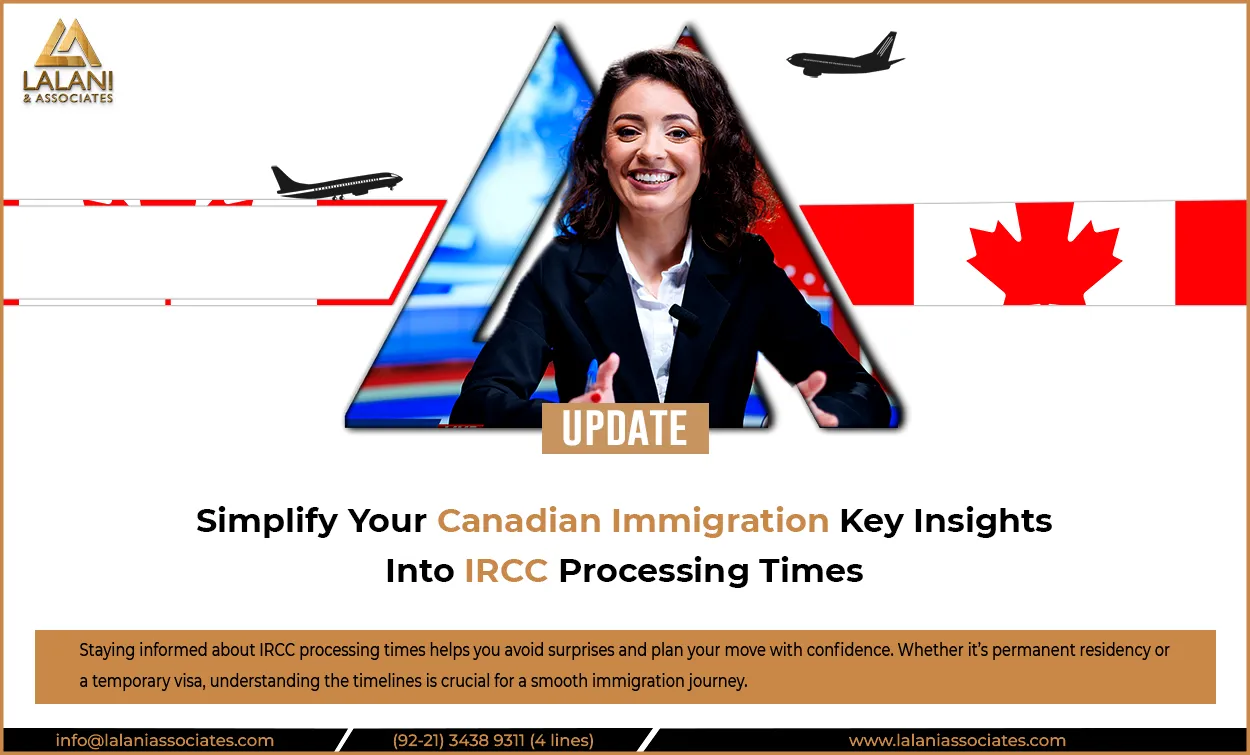 LALANI
& ASSOCIATES
UPDATE
Simplify Your Canadian Immigration Key Insights
Into IRCC Processing Times
Staying informed about IRCC processing times helps you avoid surprises and plan your move with confidence. Whether it's permanent residency or
a temporary visa, understanding the timelines is crucial for a smooth immigration journey.
info@lalaniassociates.com
(92-21) 3438 9311 (4 lines)
www.lalaniassociates.com